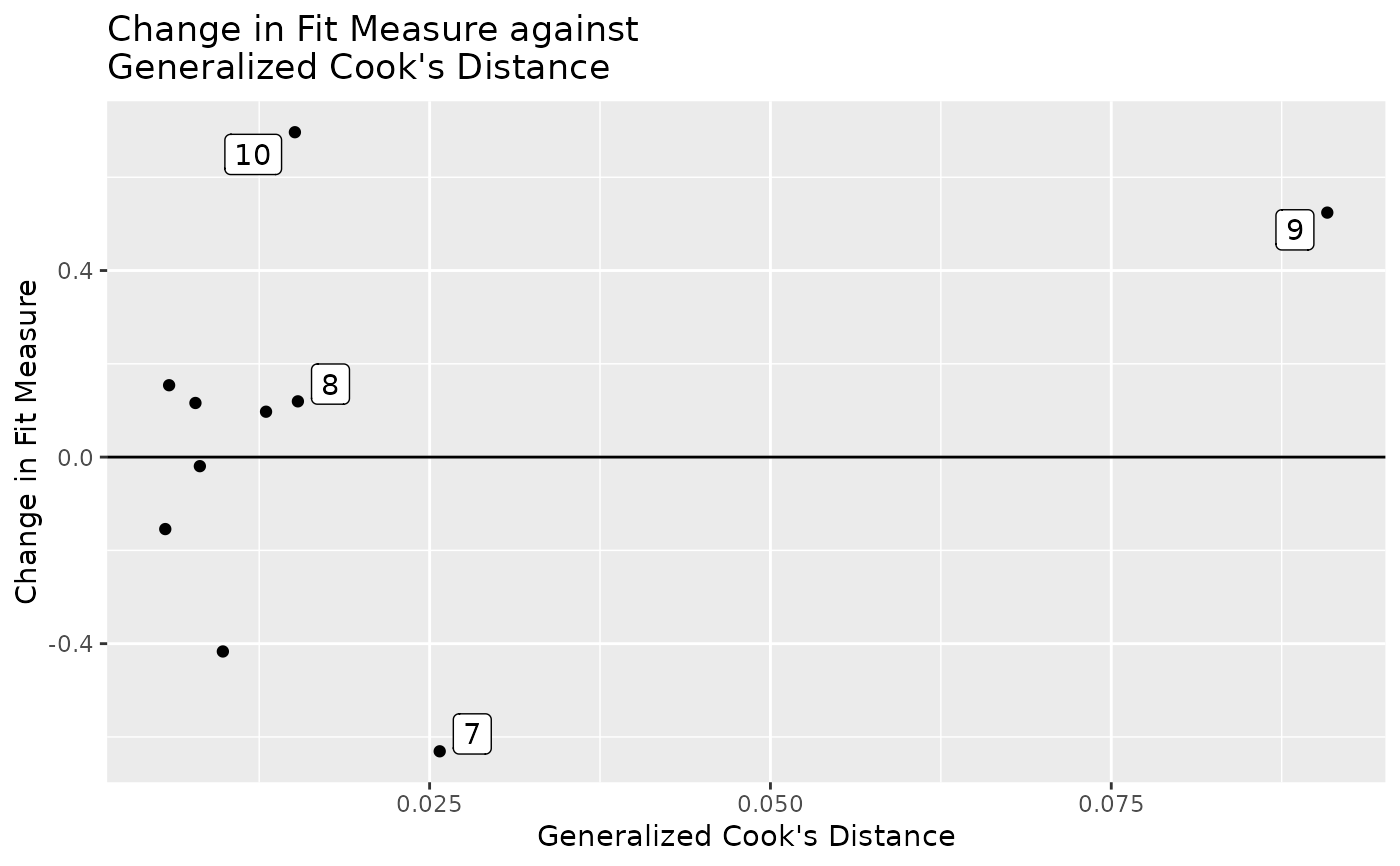 Change in Fit Measure against
Generalized Cook's Distance
10
9
0.4
8
0.0
-0.4
7
Change in Fit Measure
0.025
0.050
0.075
Generalized Cook's Distance